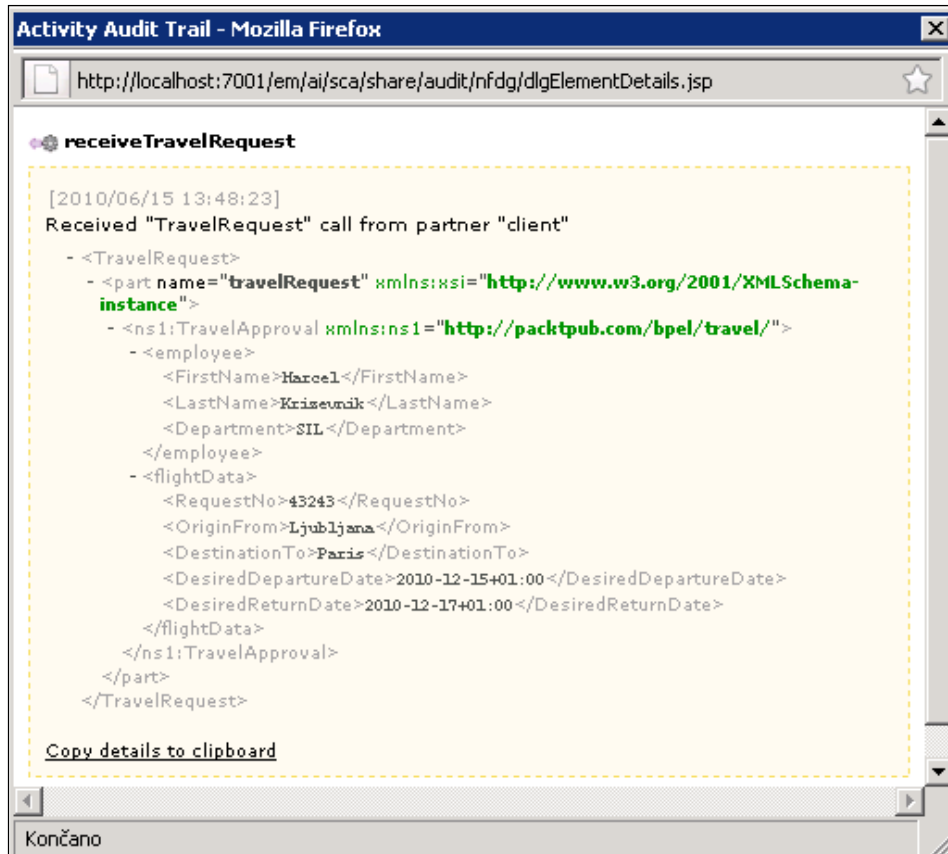 Activity Audit Trail - Mozilla Firefox
http://localhost:7001/em/ai/sca/share/audit/nfdg/dlgElementDetails.jsp
receiveTravelRequest
[2010/06/15 13:48:23]
Received "TravelRequest" call from partner "client"
- <TravelRequest>
- <part name="travelRequest" xmlns:xsi="http://www.w3.org/2001/XMLSchema-
instance">
- <ns1:TravelApproval xmlns:ns1="http://packtpub.com/bpel/travel/">
- <employee>
<FirstName>Marcel</FirstName>
<LastName>Krizevnik</LastName>
<Department>SIL</Department>
</employee>
- <flightData>
<RequestNo>43243</RequestNo>
<OriginFrom>Ljubljana</OriginFrom>
<DestinationTo>Paris</DestinationTo>
<DesiredDepartureDate>2010-12-15+01:00</DesiredDepartureDate>
<DesiredReturnDate>2010-12-17+01:00</DesiredReturnDate>
</flightData>
</ns1:TravelApproval>
</part>
</TravelRequest>
Copy details to clipboard
Končano